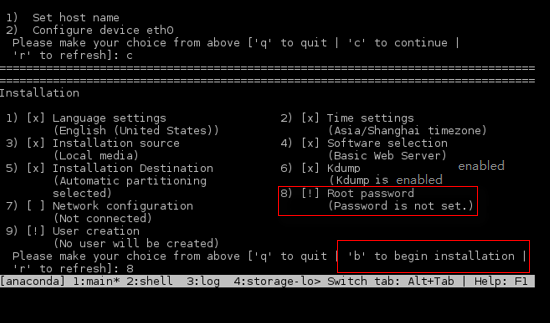 1)  Set host name
2)  Configure device eth0
Please make your choice from above ['q' to quit | 'c' to continue |
'r' to refresh]: c
================================================================================
================================================================================
Installation
1) [x] Language settings                 2) [x] Time settings
(English (United States))                (Asia/Shanghai timezone)
3) [x] Installation source               4) [x] Software selection
(Local media)                            (Basic Web Server)
5) [x] Installation Destination          6) [x] Kdump enabled
(Automatic partitioning                  (Kdump is enabled
selected)                                8) [!] Root password
7) [ ] Network configuration             (Password is not set.)
(Not connected)
9) [!] User creation
(No user will be created)
Please make your choice from above ['q' to quit | 'b' to begin installation |
'r' to refresh]: 8
[anaconda] 1:main* 2:shell  3:log  4:storage-lo> Switch tab: Alt+Tab | Help: F1